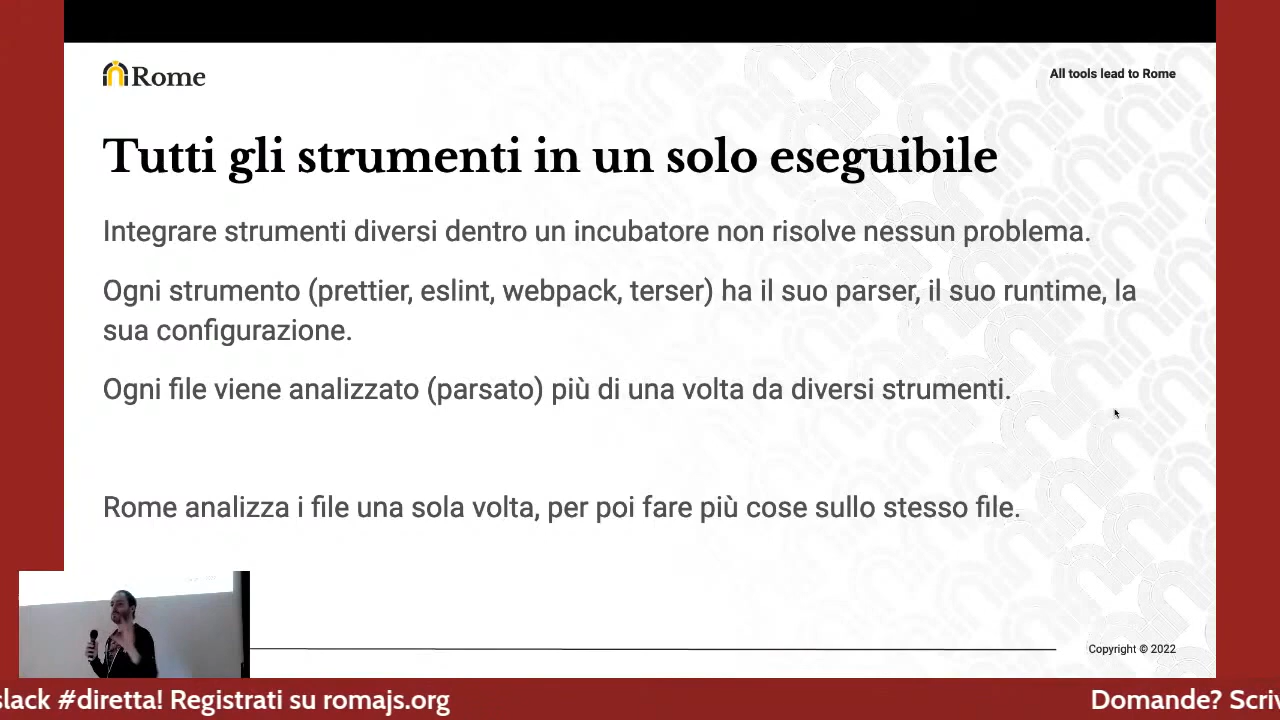 Rome
All tools lead to Rome
Tutti gli strumenti in un solo eseguibile
Integrare strumenti diversi dentro un incubatore non risolve nessun problema.
Ogni strumento (prettier, eslint, webpack, terser) ha il suo parser, il suo runtime, la
sua configurazione.
Ogni file viene analizzato (parsato) più di una volta da diversi strumenti.
Rome analizza i file una sola volta, per poi fare più cose sullo stesso file.
Copyright © 2022
slack #diretta! Registrati su romajs.org
Domande? Scriv